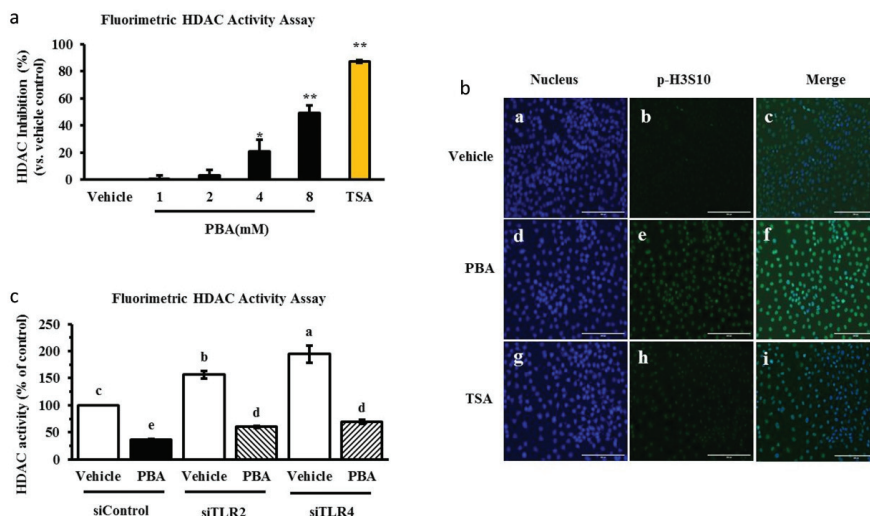 a
Fluorimetric HDAC Activity Assay
HDAC Inhibition (%)
(vs. vehicle control)
100
80
60
40
20
0
*
**
**
Vehicle 1 2 4 8 TSA
PBA(mM)
b
Nucleus p-H3S10 Merge
Vehicle
a b c
PBA
d e f
TSA
g h i
c
Fluorimetric HDAC Activity Assay
HDAC activity (% of control)
250
200
150
100
50
0
c e b d a d
Vehicle PBA Vehicle PBA Vehicle PBA
siControl siTLR2 siTLR4